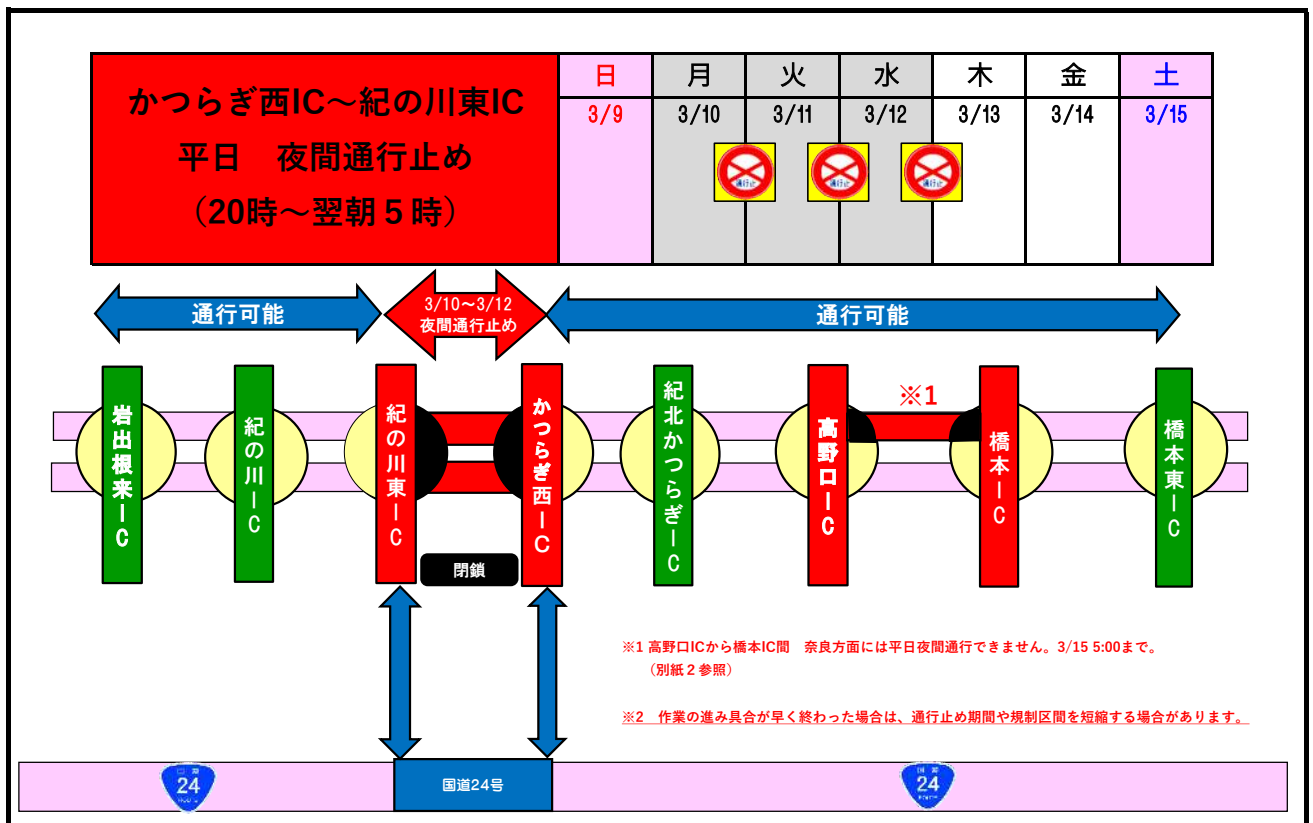 かつらぎ西IC～紀の川東IC
平日　夜間通行止め
（20時～翌朝５時）
日 月 火 水 木 金 土
3/9 3/10 3/11 3/12 3/13 3/14 3/15
通行止 通行止 通行止
通行可能
3/10～3/12
夜間通行止め
通行可能
※1
岩出根来IC
紀の川IC
紀の川東IC
かつらぎ西IC
紀北かつらぎIC
高野口IC
橋本IC
橋本東IC
閉鎖
※1 高野口ICから橋本IC間　奈良方面には平日夜間通行できません。3/15 5:00まで。
（別紙２参照）
※2　作業の進み具合が早く終わった場合は、通行止め期間や規制区間を短縮する場合があります。
国道
24
ROUTE
国道24号
国道
24
ROUTE